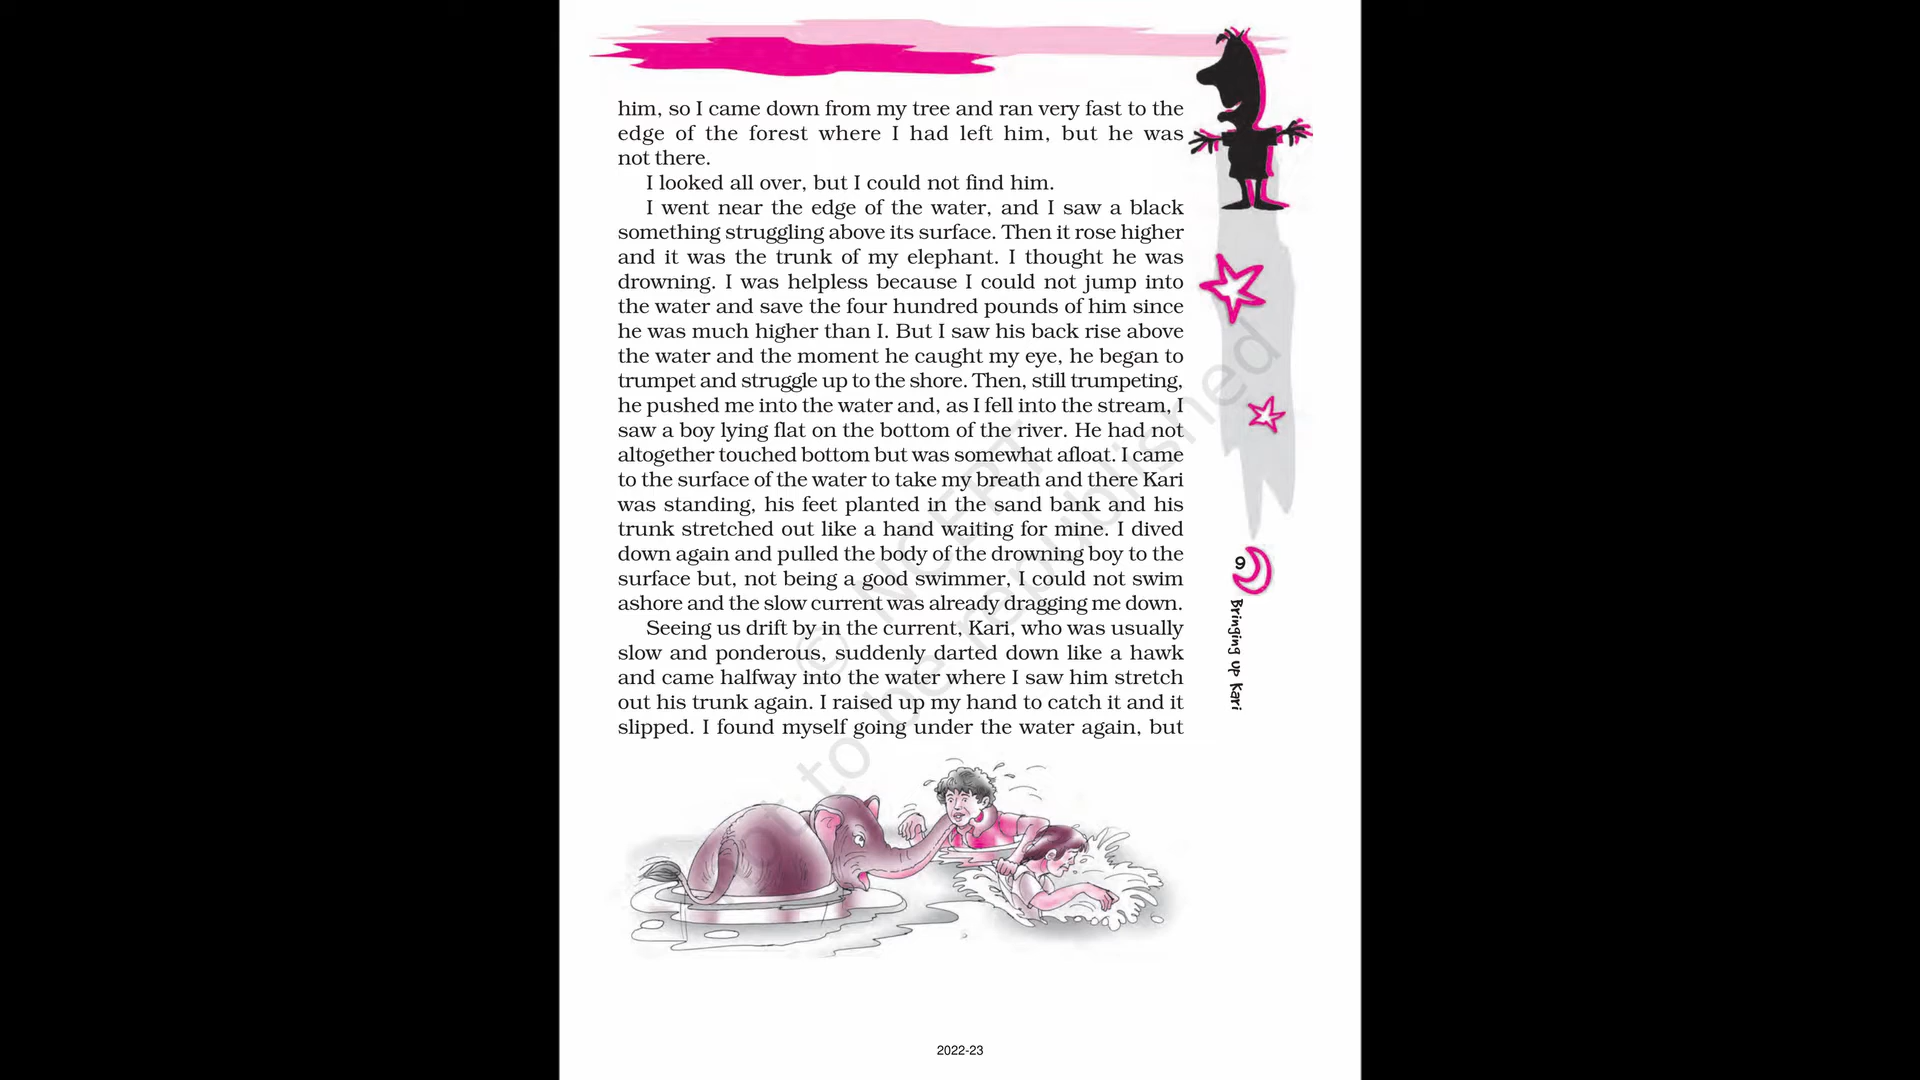 him, so I came down from my tree and ran very fast to the
edge of the forest where I had left him, but he was
not there.
I looked all over, but I could not find him.
I went near the edge of the water, and I saw a black
something struggling above its surface. Then it rose higher
and it was the trunk of my elephant. I thought he was
drowning. I was helpless because I could not jump into
the water and save the four hundred pounds of him since
he was much higher than I. But I saw his back rise above
the water and the moment he caught my eye, he began to
trumpet and struggle up to the shore. Then, still trumpeting,
he pushed me into the water and, as I fell into the stream, I
saw a boy lying flat on the bottom of the river. He had not
altogether touched bottom but was somewhat afloat. I came
to the surface of the water to take my breath and there Kari
was standing, his feet planted in the sand bank and his
trunk stretched out like a hand waiting for mine. I dived
down again and pulled the body of the drowning boy to the
surface but, not being a good swimmer, I could not swim
ashore and the slow current was already dragging me down.
Seeing us drift by in the current, Kari, who was usually
slow and ponderous, suddenly darted down like a hawk
and came halfway into the water where I saw him stretch
out his trunk again. I raised up my hand to catch it and it
slipped. I found myself going under the water again, but
9
Bringing up Kari
© NCERT
to be republished
2022-23